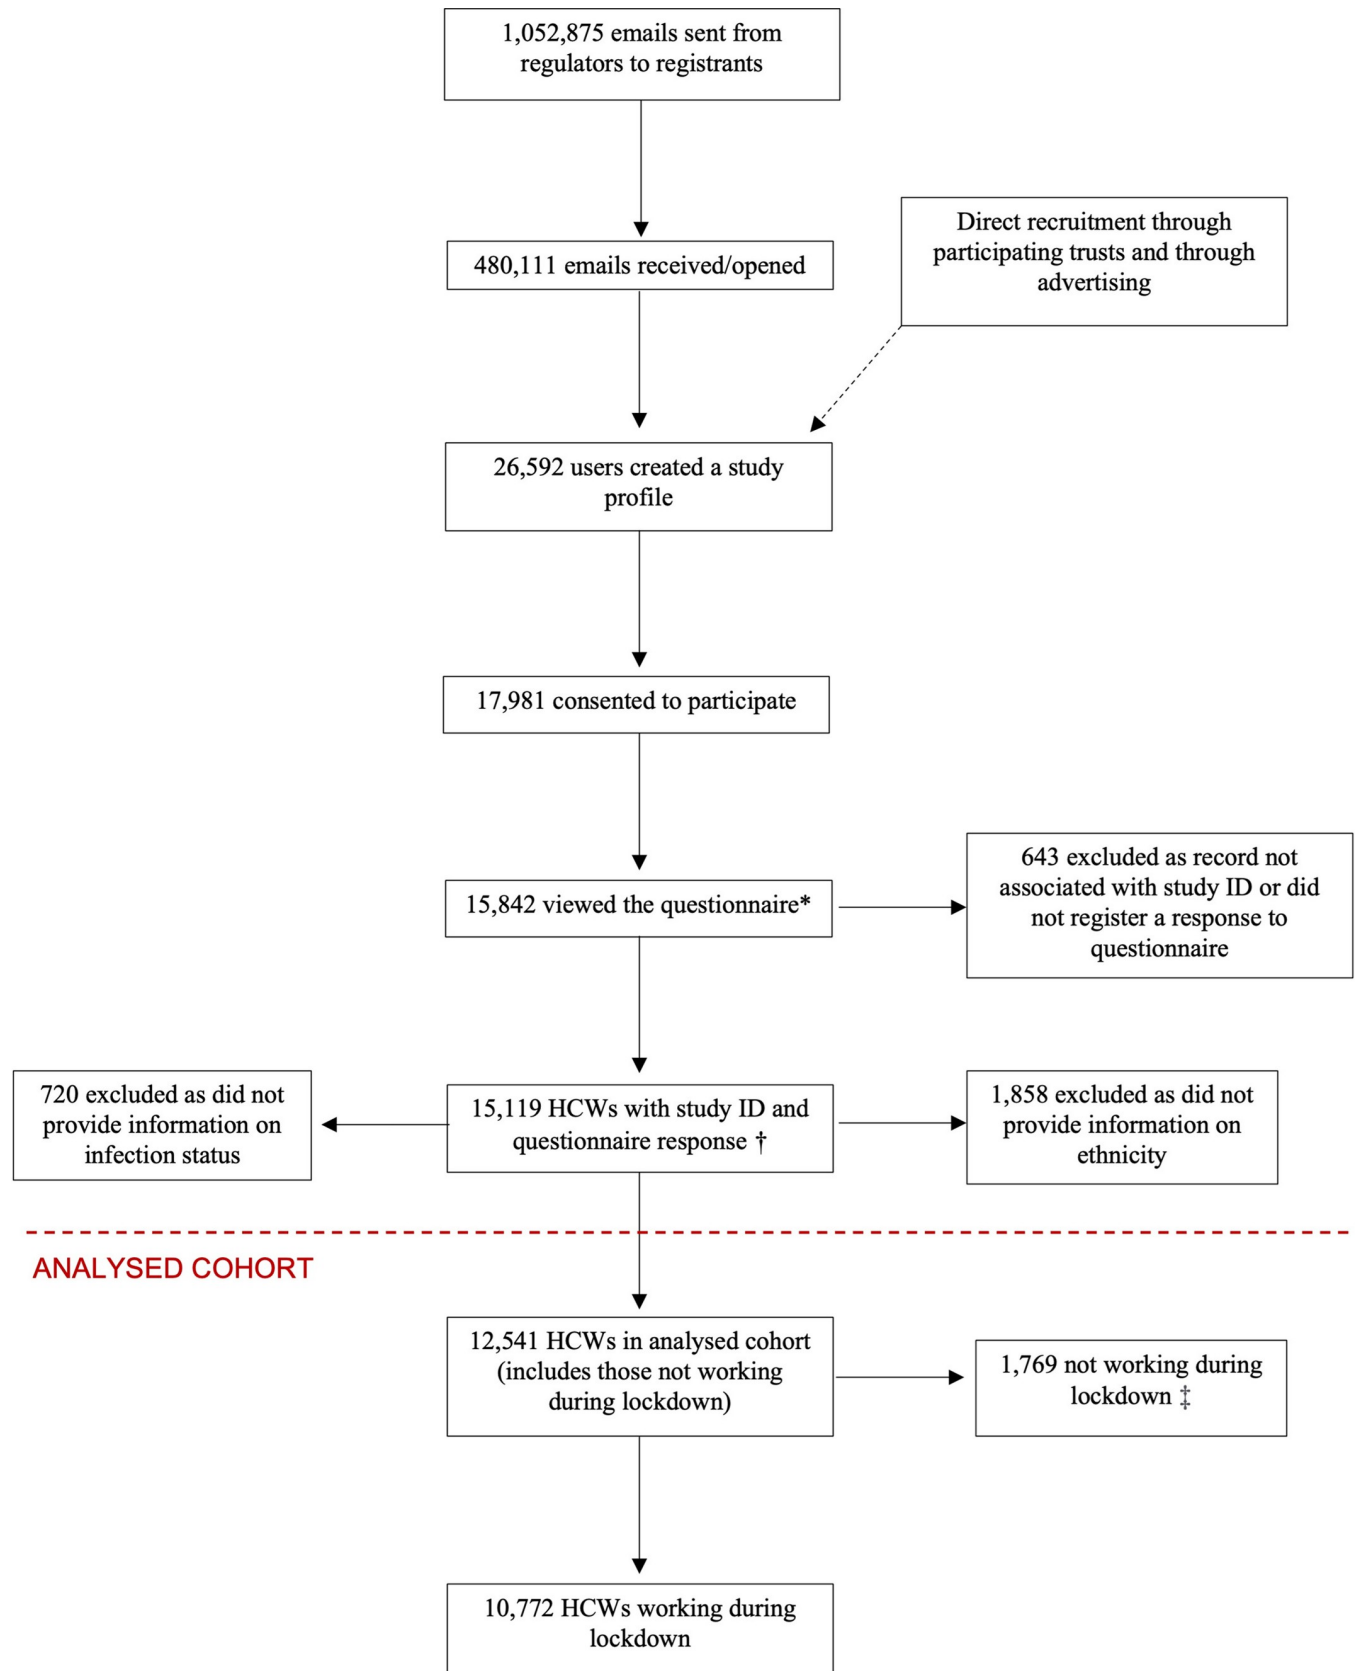 1,052,875 emails sent from
regulators to registrants
Direct recruitment through
participating trusts and through
advertising
480,111 emails received/opened
26,592 users created a study
profile
17,981 consented to participate
15,842 viewed the questionnaire*
643 excluded as record not
associated with study ID or did
not register a response to
questionnaire
720 excluded as did not
provide information on
infection status
15,119 HCWs with study ID and
questionnaire response †
1,858 excluded as did not
provide information on
ethnicity
ANALYSED COHORT
12,541 HCWs in analysed cohort
(includes those not working
during lockdown)
1,769 not working during
lockdown ‡
10,772 HCWs working during
lockdown